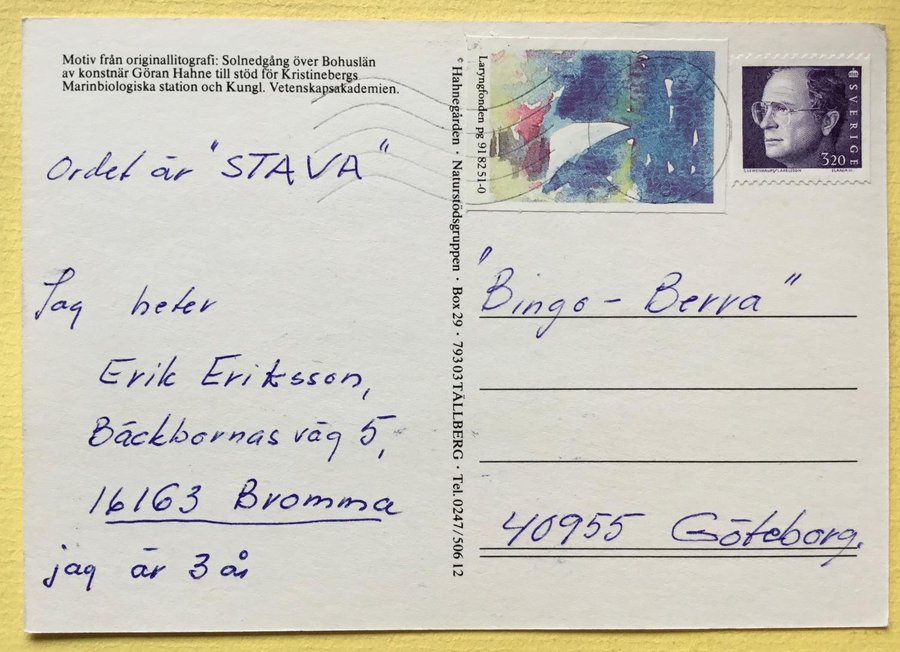 Motiv från originallitografi: Solnedgång över Bohuslän
av konstnär Göran Hahne till stöd för Kristinebergs
Marinbiologiska station och Kungl. Vetenskapsakademien.
Ordet är "STAVA"
Jag heter
Erik Eriksson,
Bäckbornas väg 5,
16163 Bromma
jag är 3 år
© Hahnegården · Naturstödsgruppen · Box 29 · 79303 TÄLLBERG · Tel. 0247/506 12
Laryngfonden pg 918251-0
SVERIGE
320
"Bingo-Berra"
40955 Göteborg.